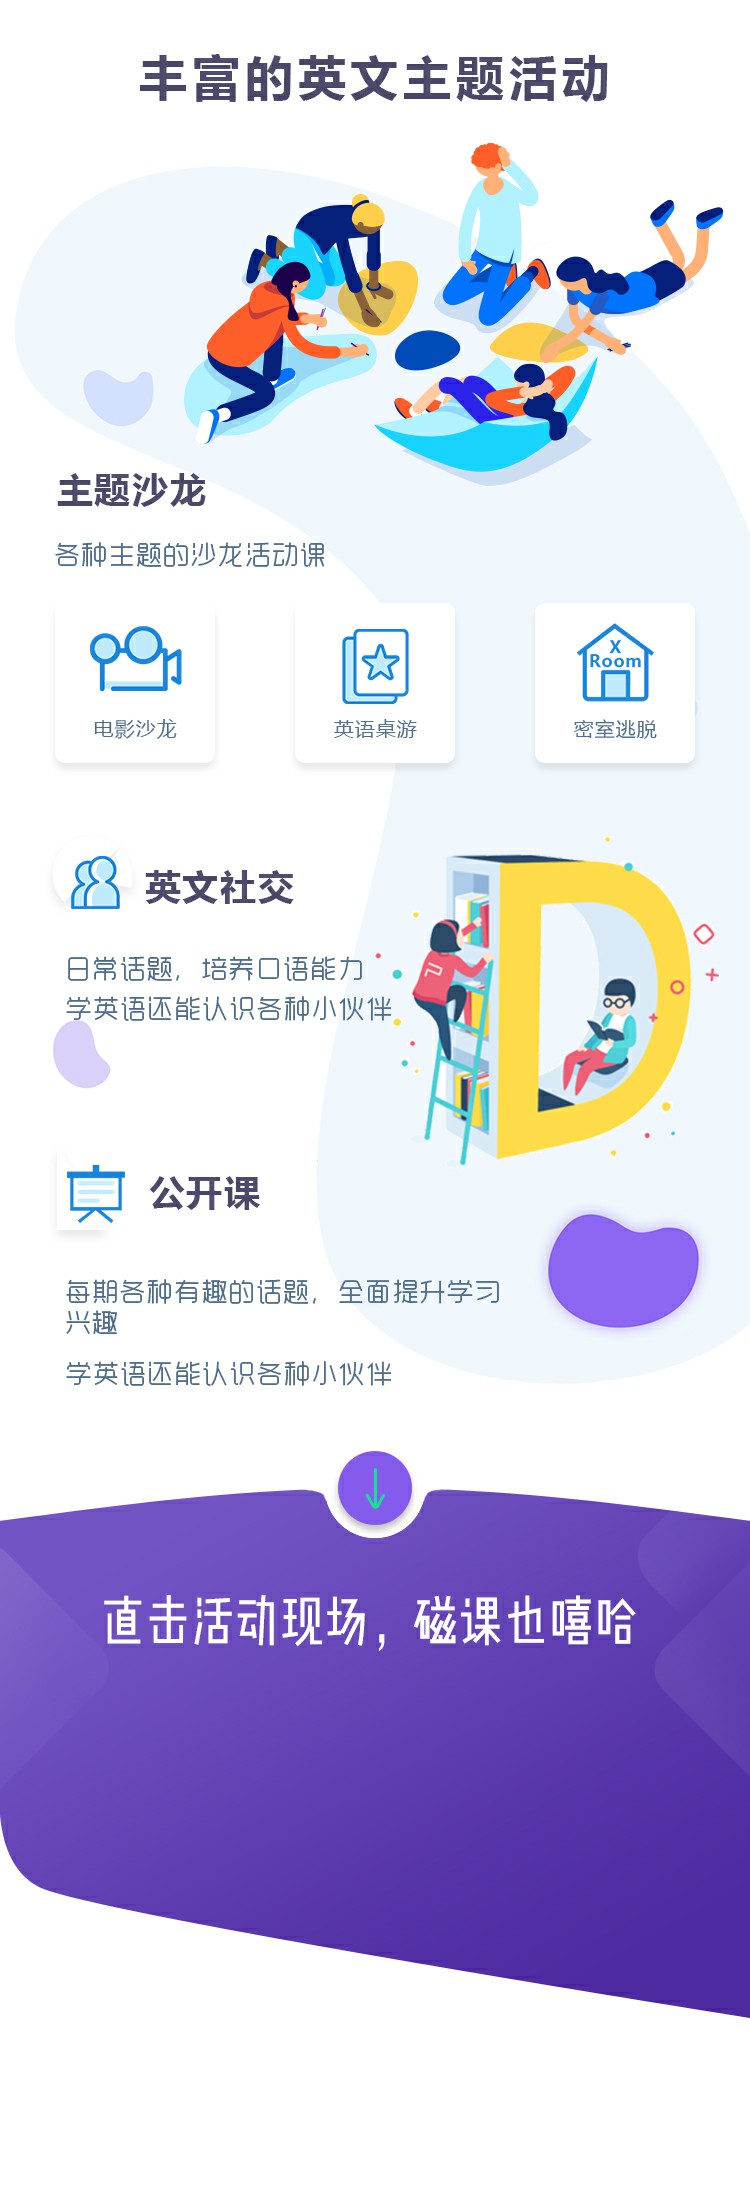 丰富的英文主题活动
主题沙龙
各种主题的沙龙活动课
X
Room
电影沙龙
英语桌游
密室逃脱
英文社交
日常话题，培养口语能力
学英语还能认识各种小伙伴
D
公开课
每期各种有趣的话题，全面提升学习
兴趣
学英语还能认识各种小伙伴
直击活动现场，磁课也嘻哈